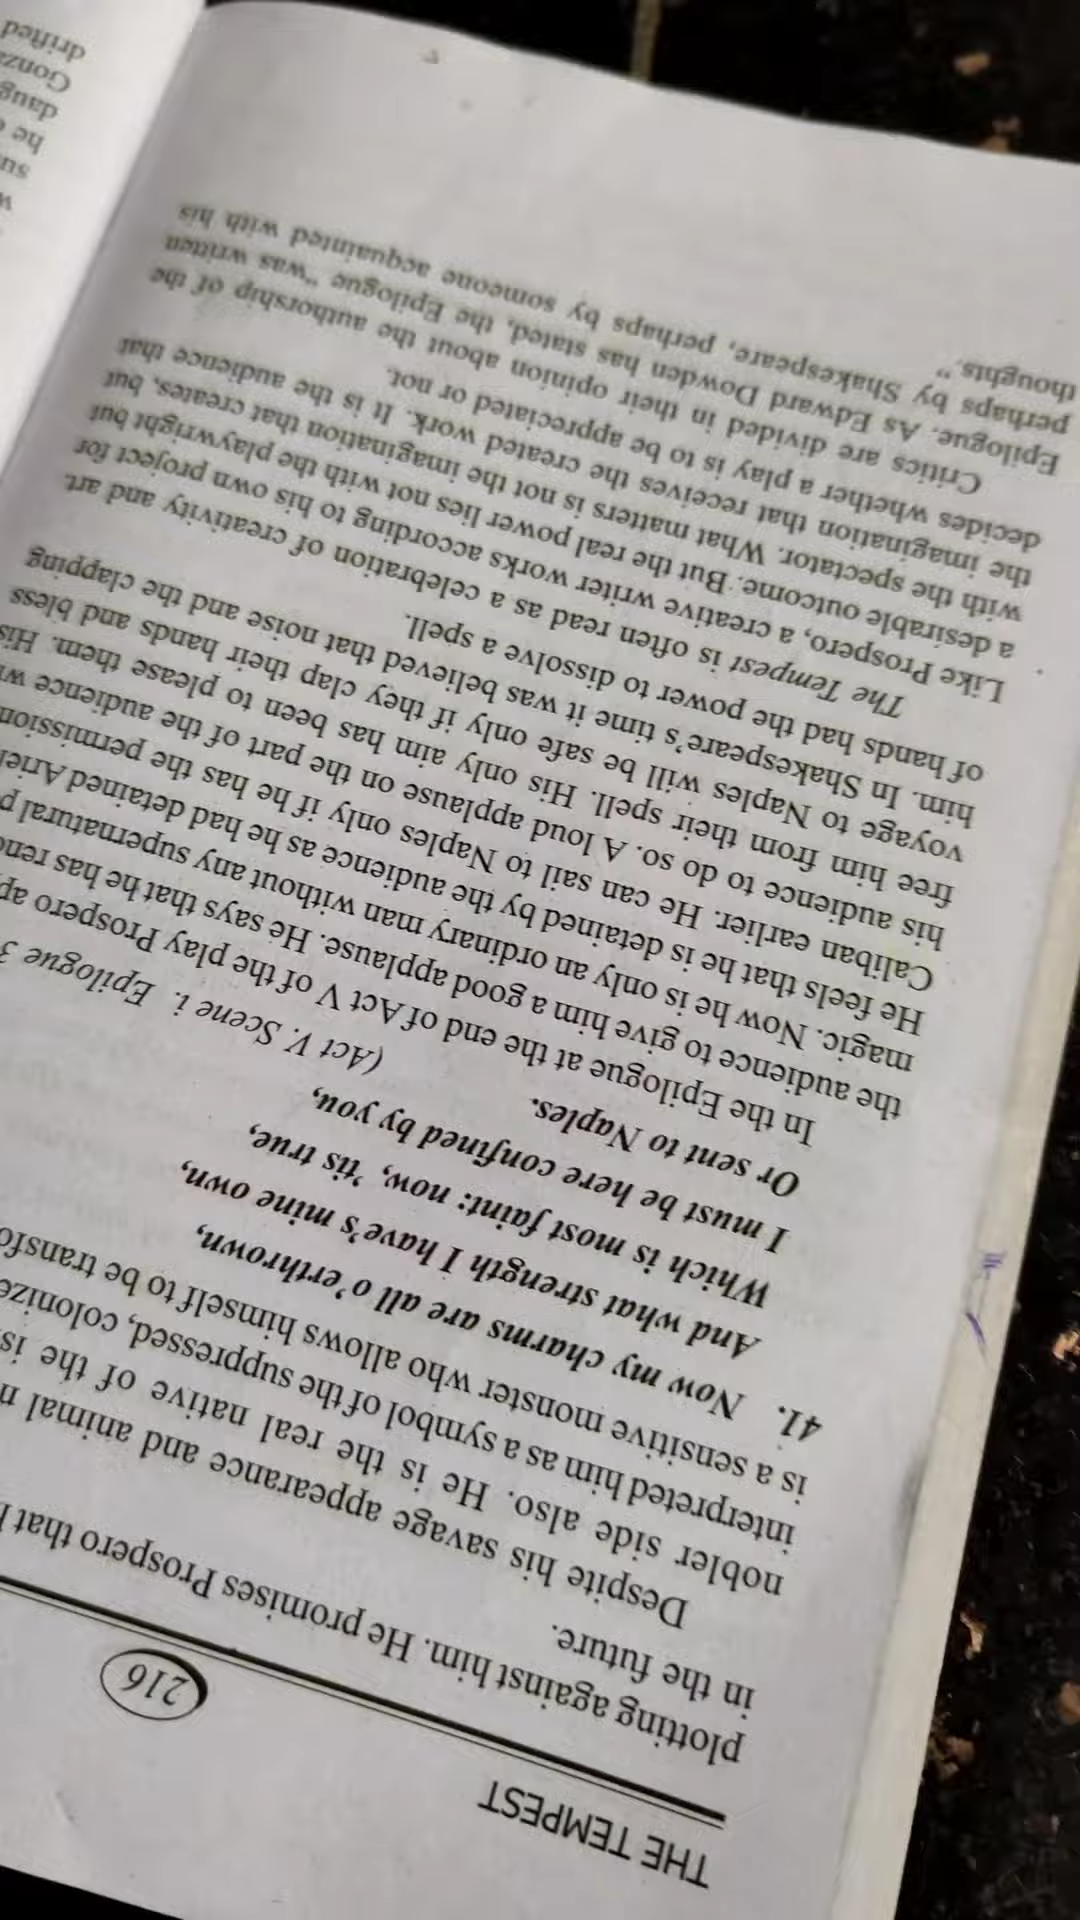 THE TEMPEST
216
plotting against him. He promises Prospero that h
in the future.
Despite his savage appearance and animal n
nobler side also. He is the real native of the is
interpreted him as a symbol of the suppressed, colonize
is a sensitive monster who allows himself to be transfo
41. Now my charms are all o'erthrown,
And what strength I have's mine own,
Which is most faint: now, 'tis true,
I must be here confined by you,
Or sent to Naples.
(Act V. Scene i. Epilogue 3
In the Epilogue at the end of Act V of the play Prospero ap
the audience to give him a good applause. He says that he has reno
magic. Now he is only an ordinary man without any supernatural p
He feels that he is detained by the audience as he had detained Ariel
Caliban earlier. He can sail to Naples only if he has the permission
his audience to do so. A loud applause on the part of the audience wi
free him from their spell. His only aim has been to please them. His
voyage to Naples will be safe only if they clap their hands and bless
him. In Shakespeare's time it was believed that noise and the clapping
of hands had the power to dissolve a spell.
The Tempest is often read as a celebration of creativity and art.
Like Prospero, a creative writer works according to his own project for
a desirable outcome. But the real power lies not with the playwright but
with the spectator. What matters is not the imagination that creates, but
the imagination that receives the created work. It is the audience that
decides whether a play is to be appreciated or not.
Critics are divided in their opinion about the authorship of the
Epilogue. As Edward Dowden has stated, the Epilogue "was written
perhaps by Shakespeare, perhaps by someone acquainted with his
thoughts."
w
su
he
daug
Gonza
drifted